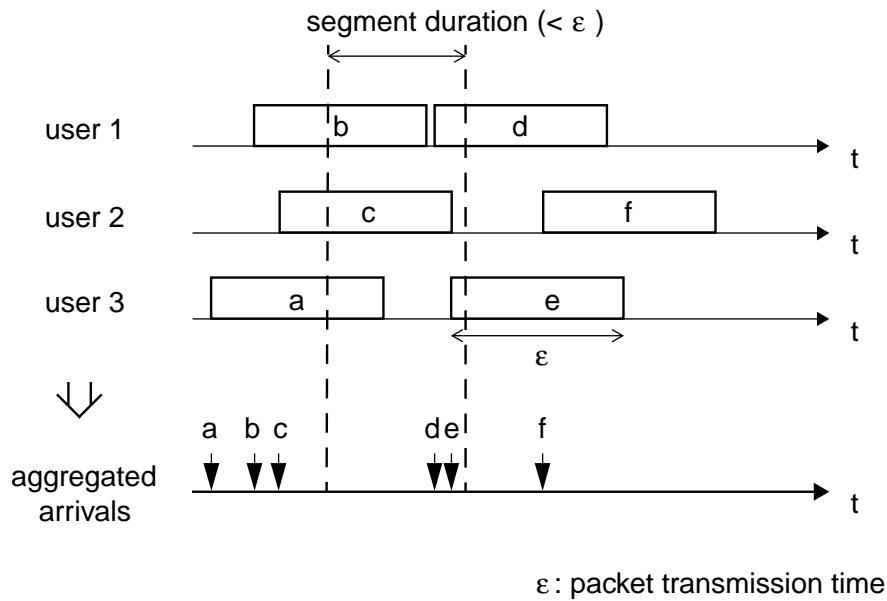 segment duration (< ε )
user 1
b
d
t
user 2
c
f
t
user 3
a
e
t
ε
a b c d e f
aggregated
arrivals
t
ε : packet transmission time